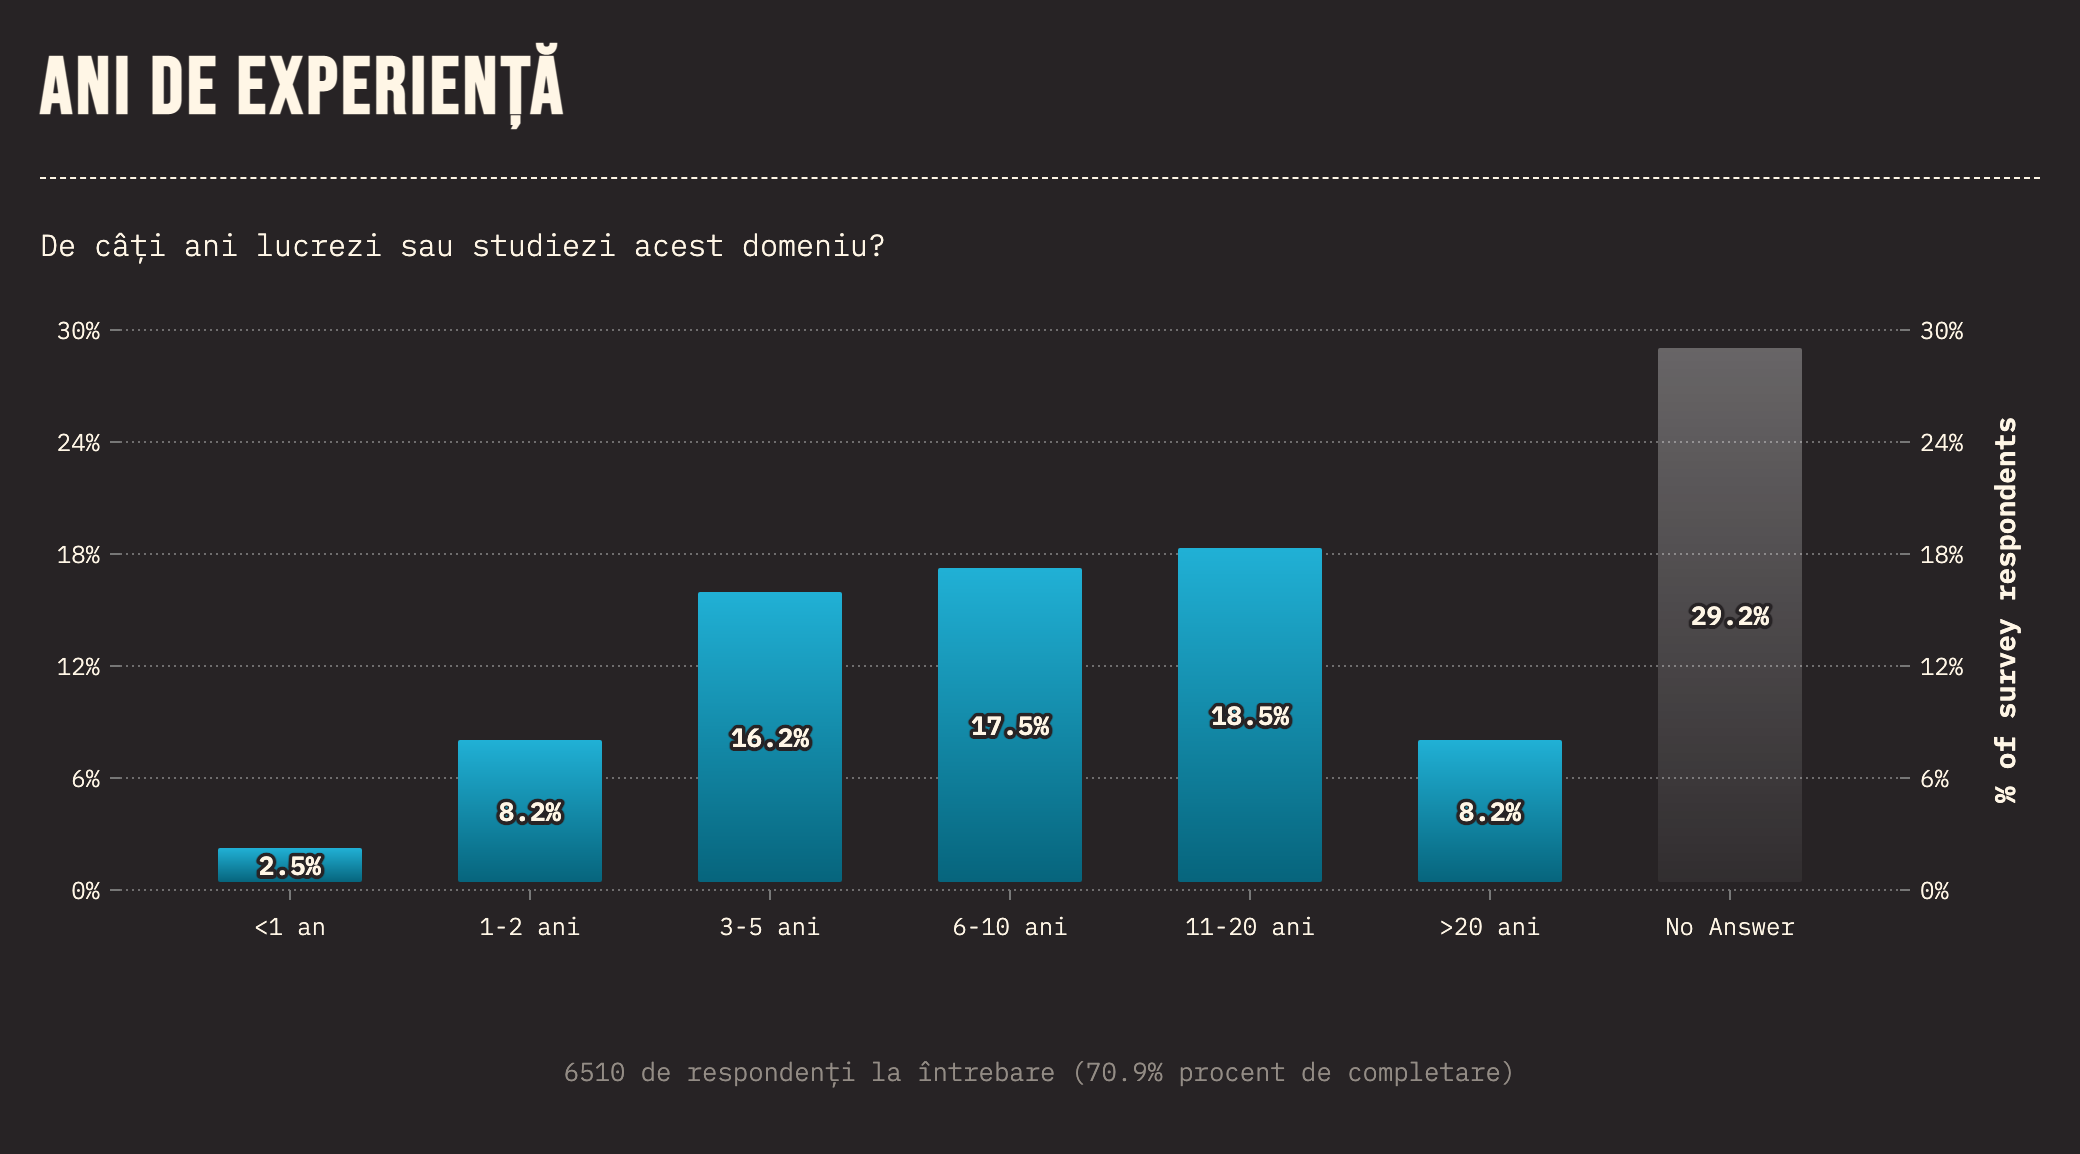 ANI DE EXPERIENȚĂ
De câți ani lucrezi sau studiezi acest domeniu?
30% 30%
24% 24%
18% 18%
12% 12%
6% 6%
0% 0%
2.5% 8.2% 16.2% 17.5% 18.5% 8.2% 29.2%
<1 an 1-2 ani 3-5 ani 6-10 ani 11-20 ani >20 ani No Answer
% of survey respondents
6510 de respondenți la întrebare (70.9% procent de completare)